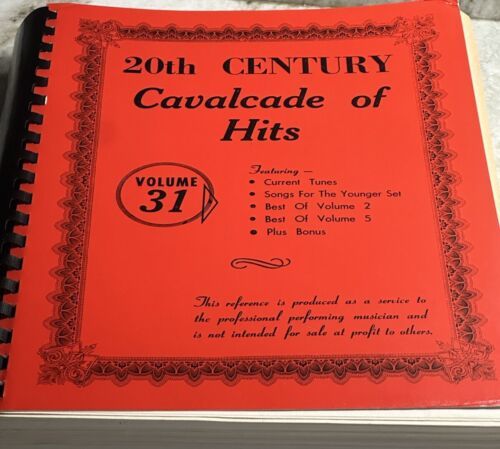 20th CENTURY
Cavalcade of
Hits
VOLUME
31
Featuring —
• Current Tunes
• Songs For The Younger Set
• Best Of Volume 2
• Best Of Volume 5
• Plus Bonus
This reference is produced as a service to
the professional performing musician and
is not intended for sale at profit to others.